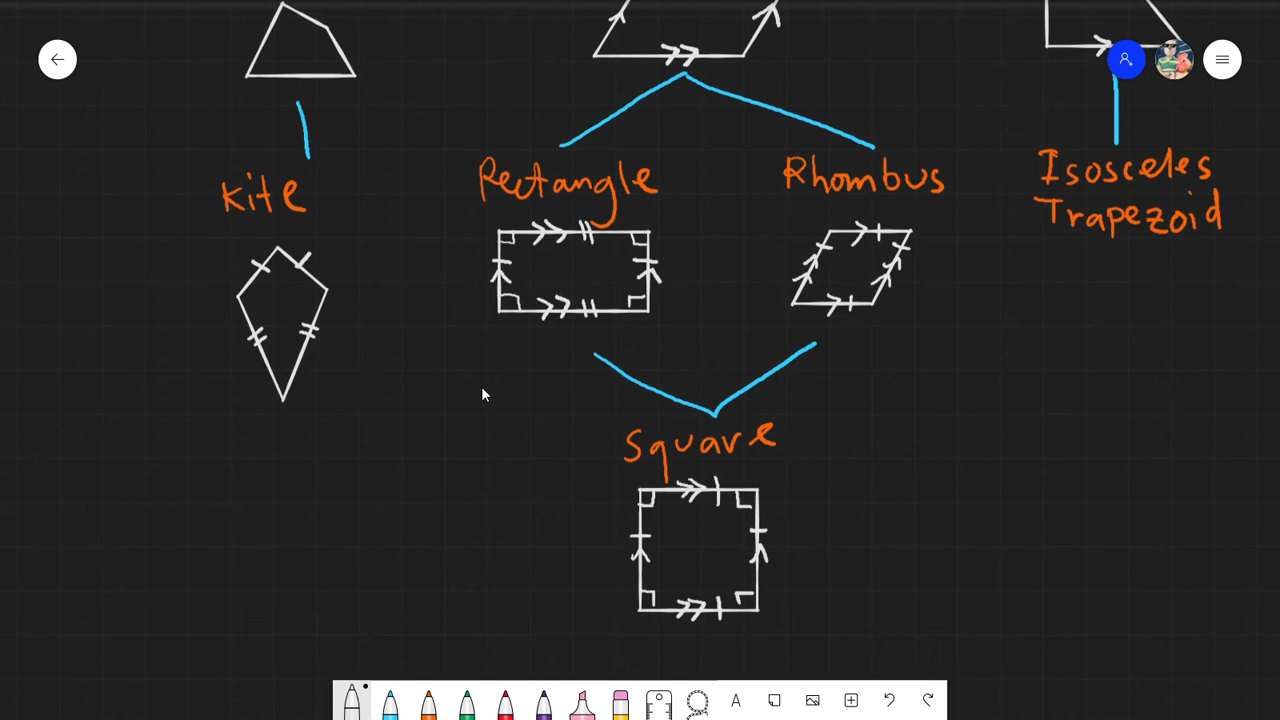 Kite
Rectangle
Rhombus
Isosceles
Trapezoid
Square
A